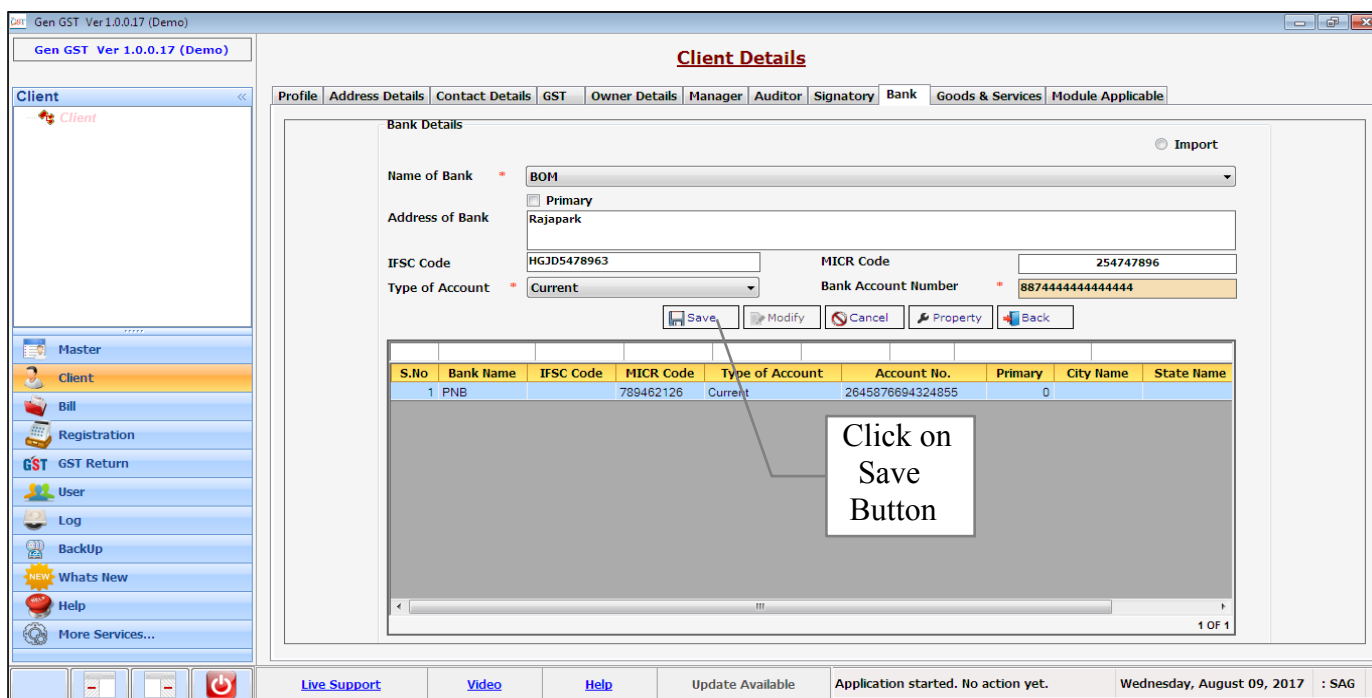 Gen GST Ver 1.0.0.17 (Demo)
Gen GST Ver 1.0.0.17 (Demo)
Client Details
Client
Client
Profile Address Details Contact Details GST Owner Details Manager Auditor Signatory Bank Goods & Services Module Applicable
Bank Details
Import
Name of Bank * BOM
Primary
Address of Bank Rajapark
IFSC Code HGJD5478963 MICR Code 254747896
Type of Account * Current Bank Account Number * 8874444444444444
Save Modify Cancel Property Back
S.No Bank Name IFSC Code MICR Code Type of Account Account No. Primary City Name State Name
1 PNB 789462126 Current 2645876694324855 0
Click on
Save
Button
1 OF 1
Master
Client
Bill
Registration
GST GST Return
User
Log
BackUp
NEW Whats New
Help
More Services...
Live Support Video Help Update Available Application started. No action yet. Wednesday, August 09, 2017 : SAG